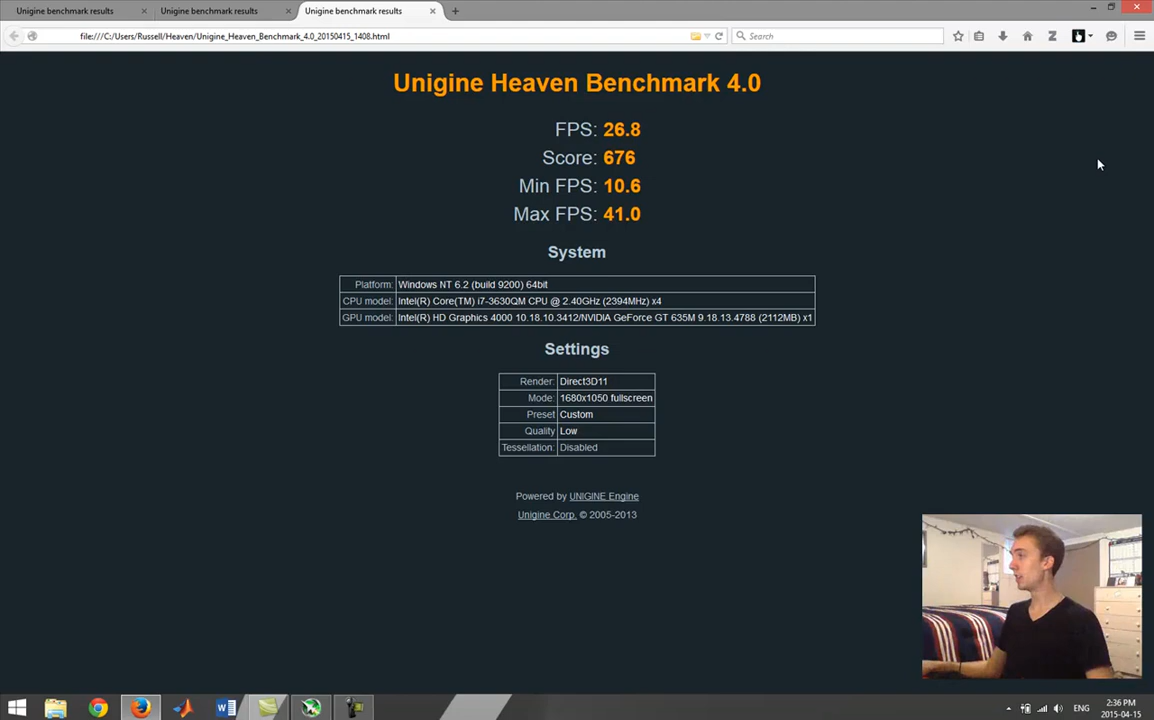 Unigine benchmark results
Unigine benchmark results
Unigine benchmark results
file:///C:/Users/Russell/Heaven/Unigine_Heaven_Benchmark_4.0_20150415_1408.html
Search
Unigine Heaven Benchmark 4.0
FPS: 26.8
Score: 676
Min FPS: 10.6
Max FPS: 41.0
System
Platform: Windows NT 6.2 (build 9200) 64bit
CPU model: Intel(R) Core(TM) i7-3630QM CPU @ 2.40GHz (2394MHz) x4
GPU model: Intel(R) HD Graphics 4000 10.18.10.3412/NVIDIA GeForce GT 635M 9.18.13.4788 (2112MB) x1
Settings
Render: Direct3D11
Mode: 1680x1050 fullscreen
Preset Custom
Quality Low
Tessellation: Disabled
Powered by UNIGINE Engine
Unigine Corp. © 2005-2013
ENG
2:36 PM
2015-04-15